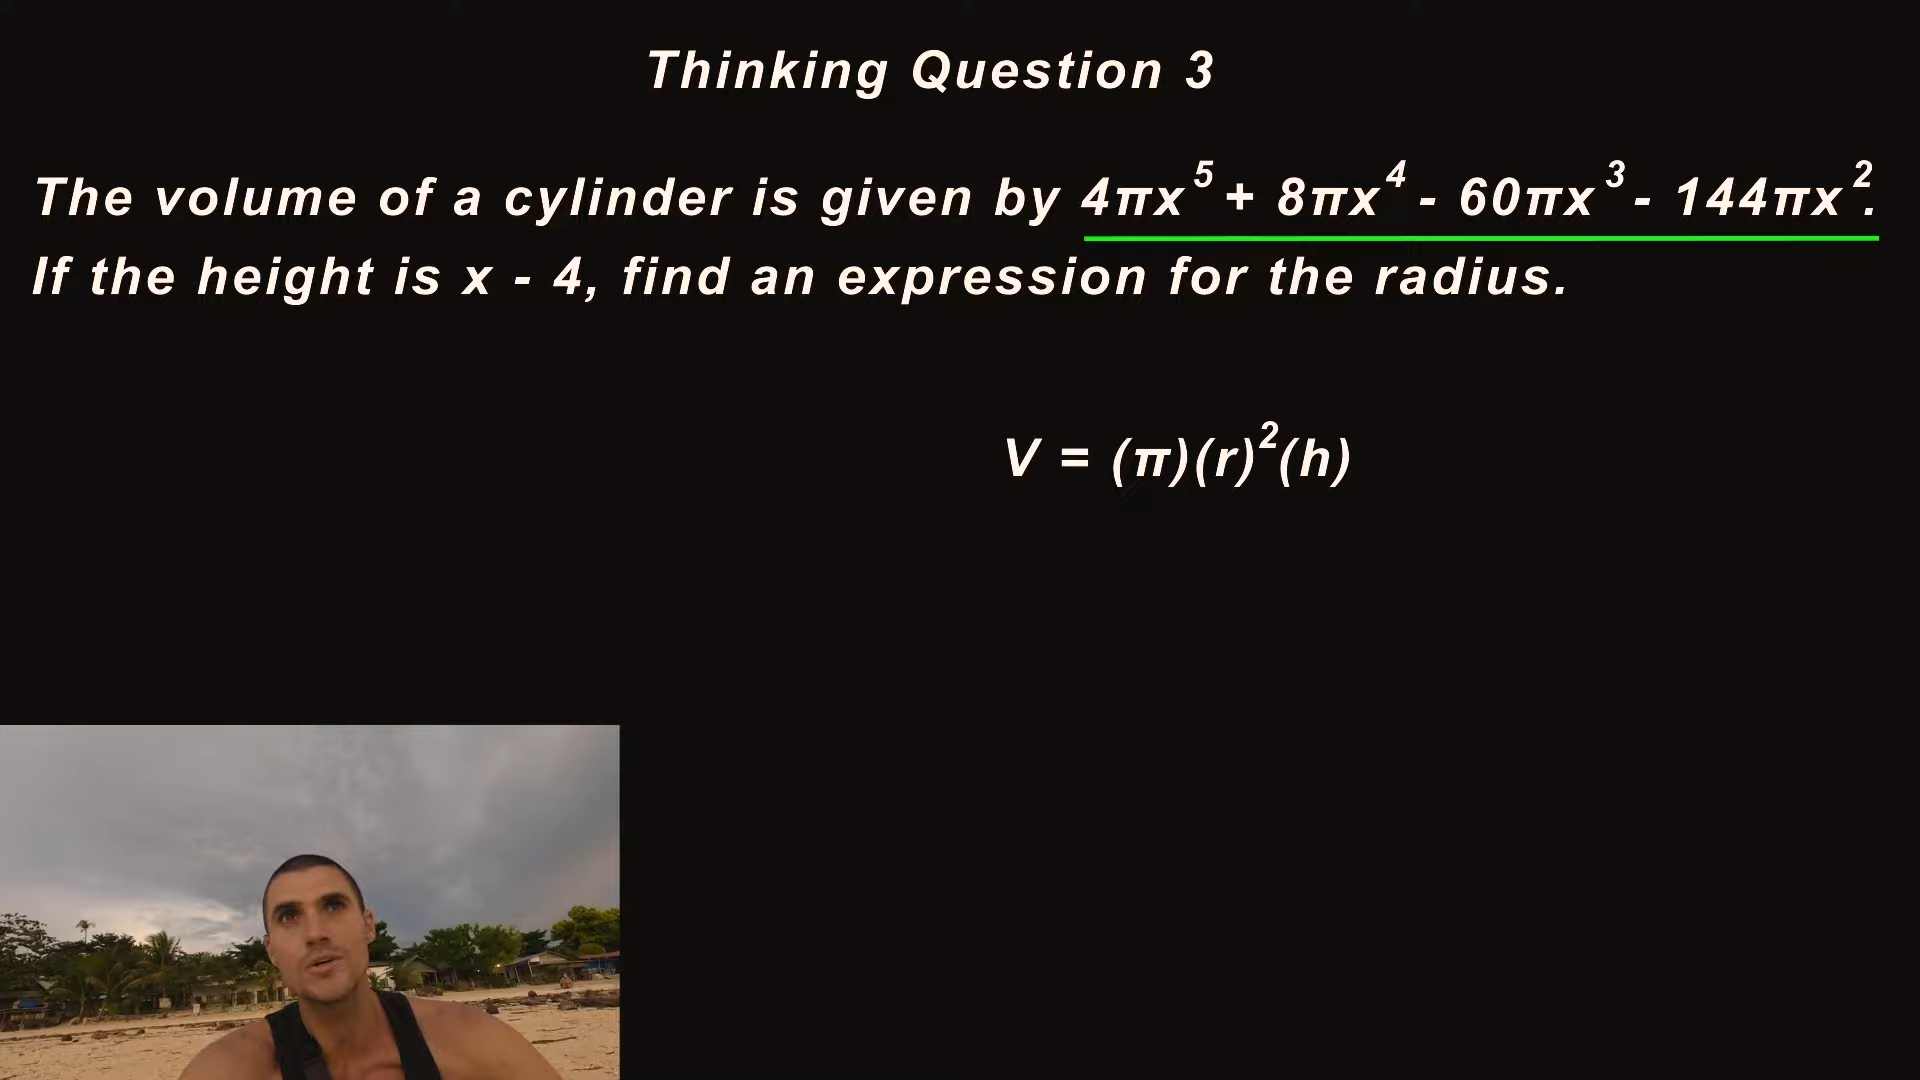 Thinking Question 3
The volume of a cylinder is given by 4πx⁵ + 8πx⁴ - 60πx³ - 144πx².
If the height is x - 4, find an expression for the radius.
V = (π)(r)²(h)